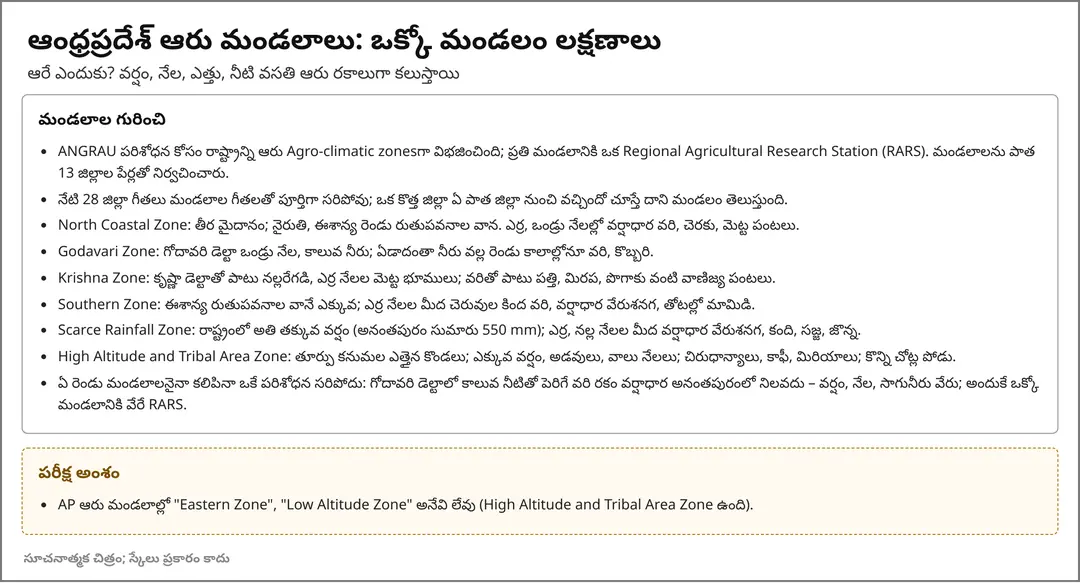 ఆంధ్రప్రదేశ్ ఆరు మండలాలు: ఒక్కో మండలం లక్షణాలు
ఆరే ఎందుకు? వర్షం, నేల, ఎత్తు, నీటి వసతి ఆరు రకాలుగా కలుస్తాయి
మండలాల గురించి
• ANGRAU పరిశోధన కోసం రాష్ట్రాన్ని ఆరు Agro-climatic zonesగా విభజించింది; ప్రతి మండలానికి ఒక Regional Agricultural Research Station (RARS). మండలాలను పాత
13 జిల్లాల పేర్లతో నిర్వచించారు.
• నేటి 28 జిల్లా గీతలు మండలాల గీతలతో పూర్తిగా సరిపోవు; ఒక కొత్త జిల్లా ఏ పాత జిల్లా నుంచి వచ్చిందో చూస్తే దాని మండలం తెలుస్తుంది.
• North Coastal Zone: తీర మైదానం; నైరుతి, ఈశాన్య రెండు రుతుపవనాల వాన. ఎర్ర, ఒండ్రు నేలల్లో వర్షాధార వరి, చెరకు, మెట్ట పంటలు.
• Godavari Zone: గోదావరి డెల్టా ఒండ్రు నేల, కాలువ నీరు; ఏడాదంతా నీరు వల్ల రెండు కాలాల్లోనూ వరి, కొబ్బరి.
• Krishna Zone: కృష్ణా డెల్టాతో పాటు నల్లరేగడి, ఎర్ర నేలల మెట్ట భూములు; వరితో పాటు పత్తి, మిరప, పొగాకు వంటి వాణిజ్య పంటలు.
• Southern Zone: ఈశాన్య రుతుపవనాల వానే ఎక్కువ; ఎర్ర నేలల మీద చెరువుల కింద వరి, వర్షాధార వేరుశనగ, తోటల్లో మామిడి.
• Scarce Rainfall Zone: రాష్ట్రంలో అతి తక్కువ వర్షం (అనంతపురం సుమారు 550 mm); ఎర్ర, నల్ల నేలల మీద వర్షాధార వేరుశనగ, కంది, సజ్జ, జొన్న.
• High Altitude and Tribal Area Zone: తూర్పు కనుమల ఎత్తైన కొండలు; ఎక్కువ వర్షం, అడవులు, వాలు నేలలు; చిరుధాన్యాలు, కాఫీ, మిరియాలు; కొన్ని చోట్ల పోడు.
• ఏ రెండు మండలాలనైనా కలిపినా ఒకే పరిశోధన సరిపోదు: గోదావరి డెల్టాలో కాలువ నీటితో పెరిగే వరి రకం వర్షాధార అనంతపురంలో నిలవదు – వర్షం, నేల, సాగునీరు వేరు; అందుకే ఒక్కో
మండలానికి వేరే RARS.
పరీక్ష అంశం
• AP ఆరు మండలాల్లో "Eastern Zone", "Low Altitude Zone" అనేవి లేవు (High Altitude and Tribal Area Zone ఉంది).
సూచనాత్మక చిత్రం; స్కేలు ప్రకారం కాదు